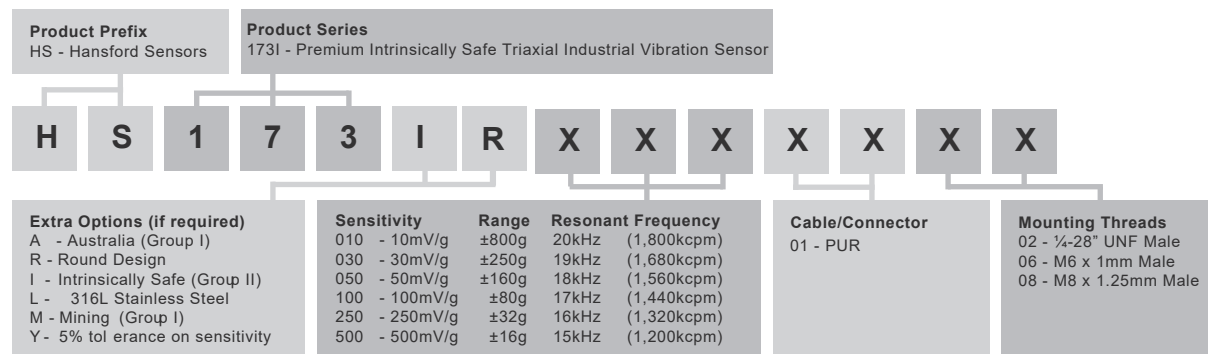 Product Prefix
HS - Hansford Sensors
Product Series
173I - Premium Intrinsically Safe Triaxial Industrial Vibration Sensor
H S 1 7 3 I R X X X X X X X
Extra Options (if required)
A - Australia (Group I)
R - Round Design
I - Intrinsically Safe (Group II)
L - 316L Stainless Steel
M - Mining (Group I)
Y - 5% tol erance on sensitivity
Sensitivity Range Resonant Frequency
010 - 10mV/g ±800g 20kHz (1,800kcpm)
030 - 30mV/g ±250g 19kHz (1,680kcpm)
050 - 50mV/g ±160g 18kHz (1,560kcpm)
100 - 100mV/g ±80g 17kHz (1,440kcpm)
250 - 250mV/g ±32g 16kHz (1,320kcpm)
500 - 500mV/g ±16g 15kHz (1,200kcpm)
Cable/Connector
01 - PUR
Mounting Threads
02 - ¼-28” UNF Male
06 - M6 x 1mm Male
08 - M8 x 1.25mm Male